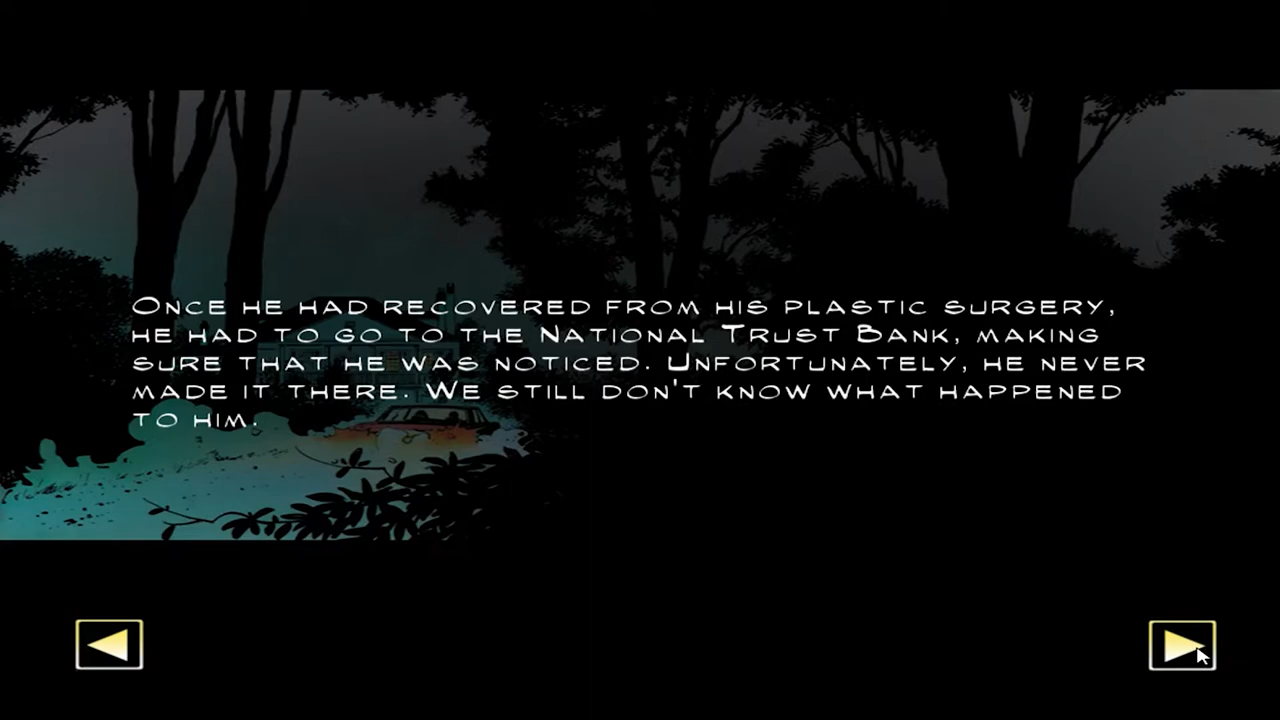 Once he had recovered from his plastic surgery,
he had to go to the National Trust Bank, making
sure that he was noticed. Unfortunately, he never
made it there. We still don't know what happened
to him.